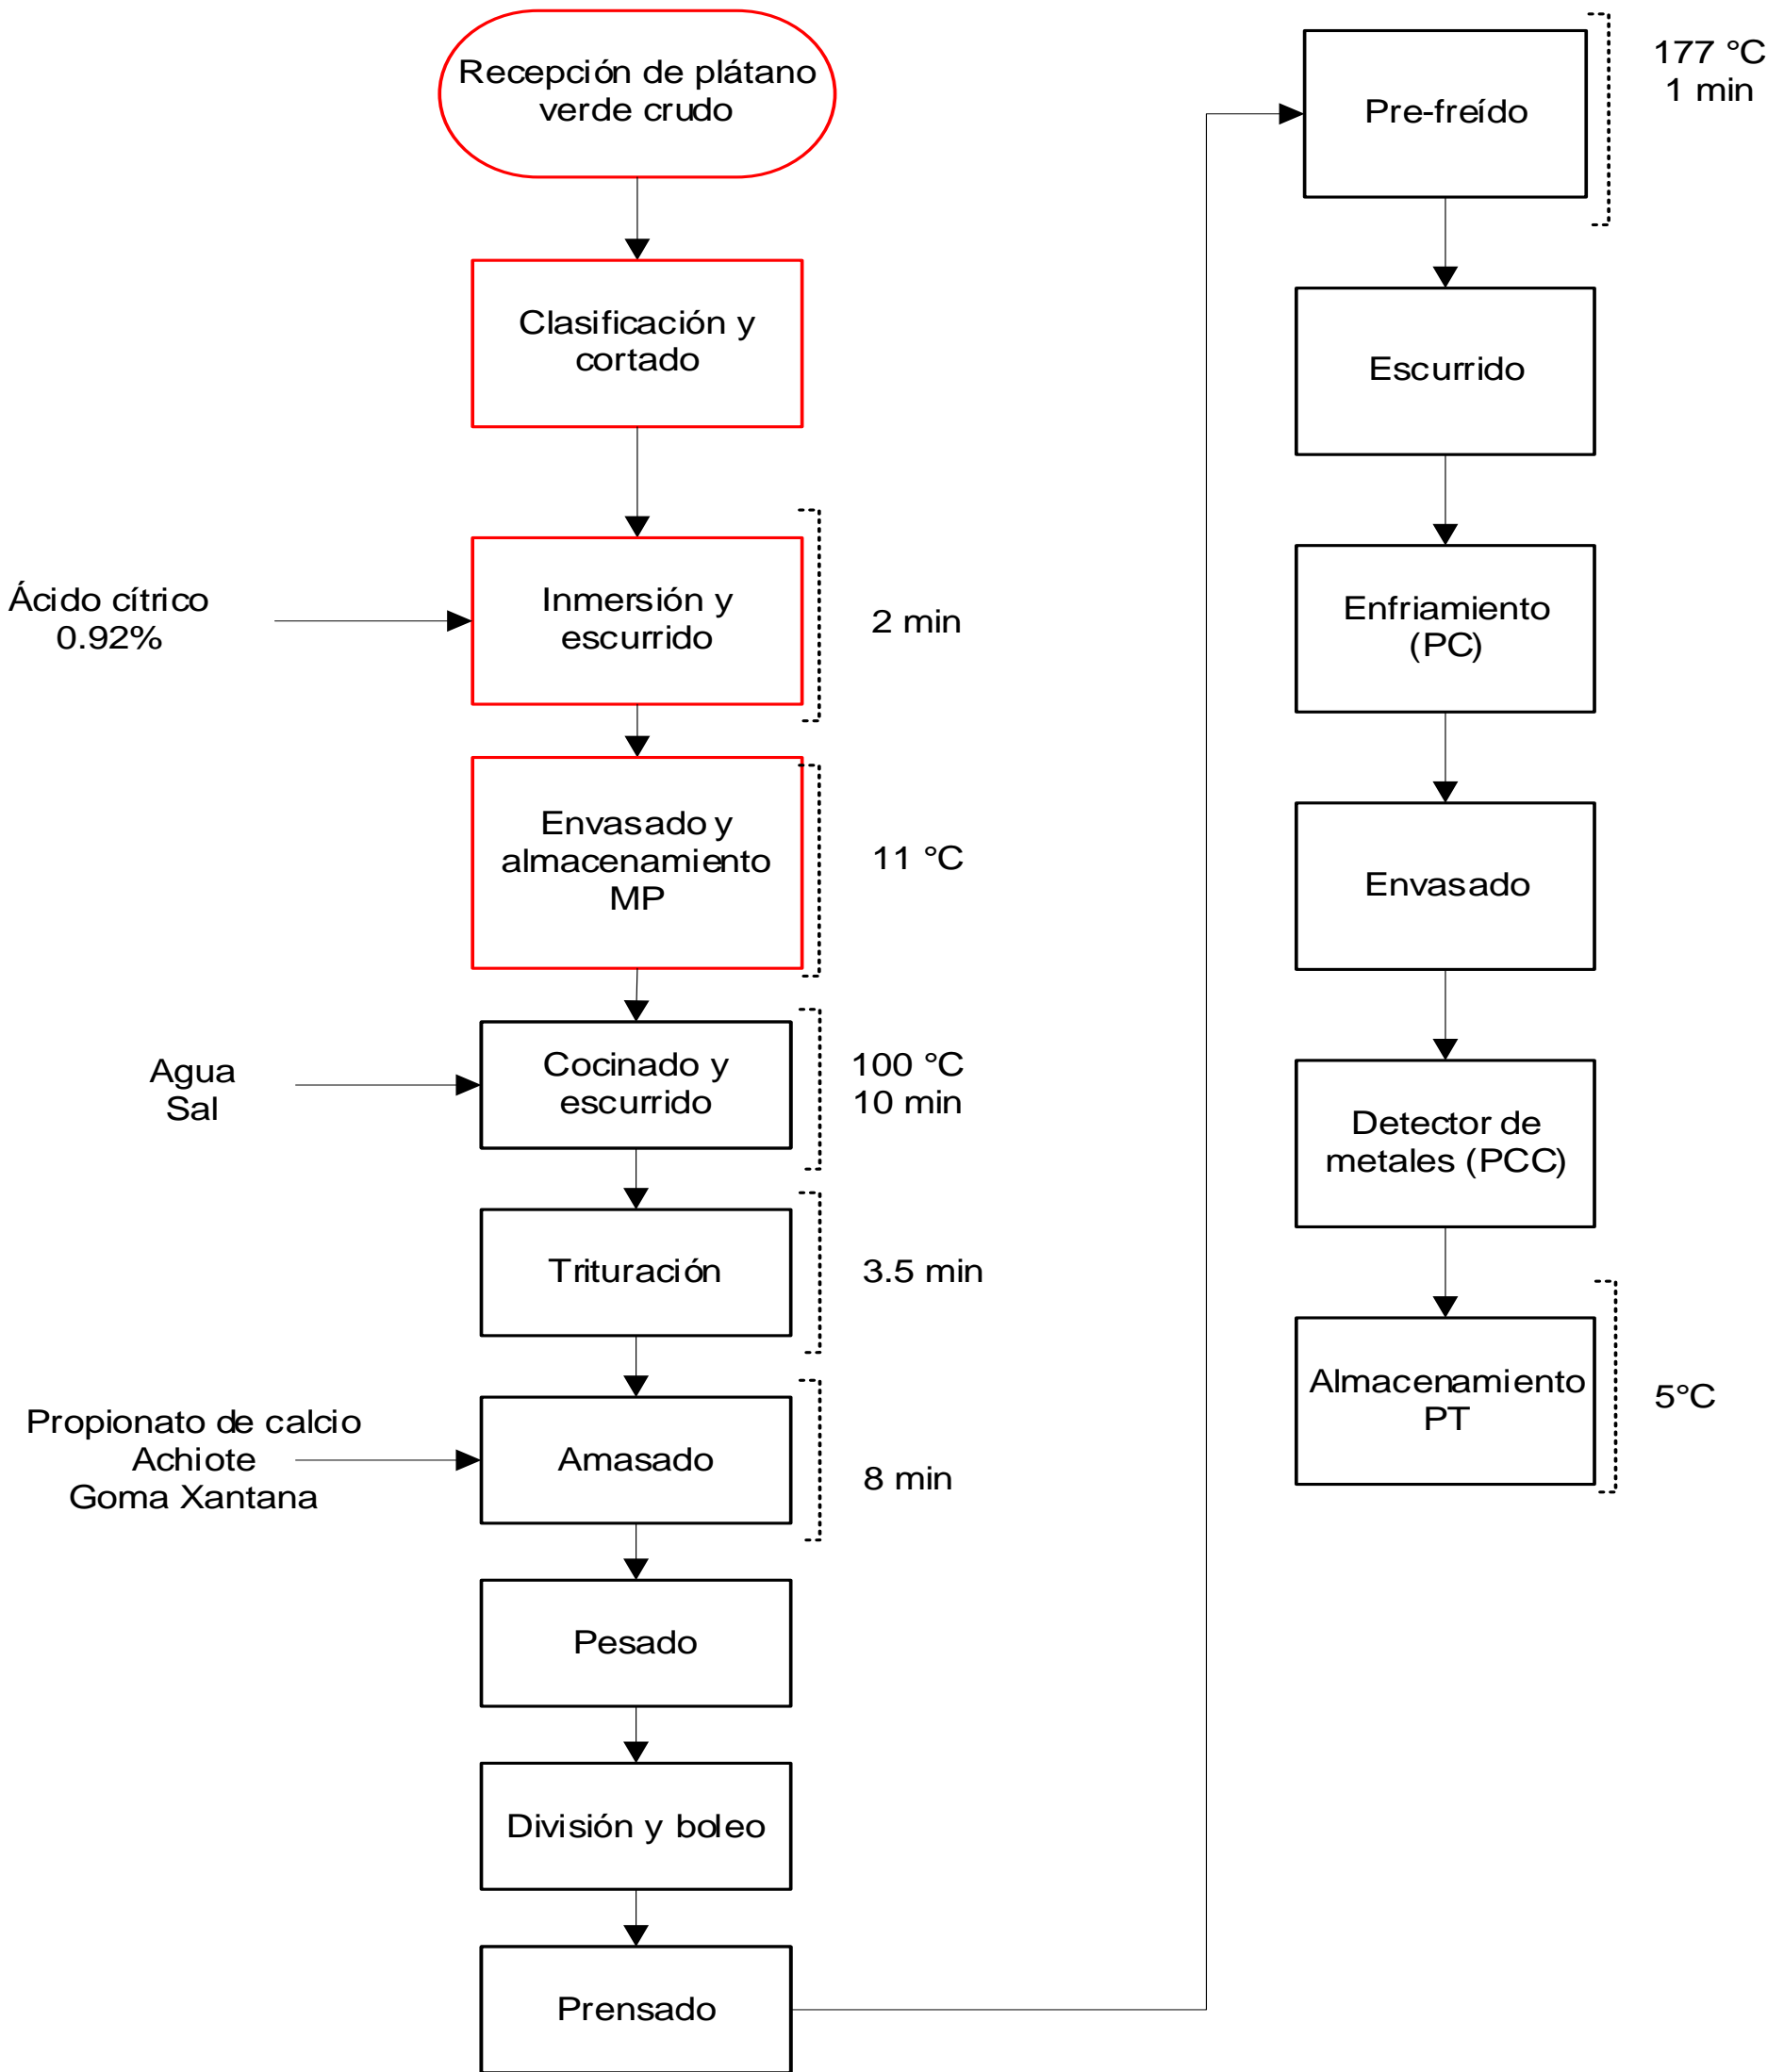 Recepción de plátano
verde crudo
Clasificación y
cortado
Ácido cítrico
0.92%
Inmersión y
escurrido
2 min
Envasado y
almacenamiento
MP
11 °C
Agua
Sal
Cocinado y
escurrido
100 °C
10 min
Trituración
3.5 min
Propionato de calcio
Achiote
Goma Xantana
Amasado
8 min
Pesado
División y boleo
Prensado
Pre-freído
177 °C
1 min
Escurrido
Enfriamiento
(PC)
Envasado
Detector de
metales (PCC)
Almacenamiento
PT
5°C